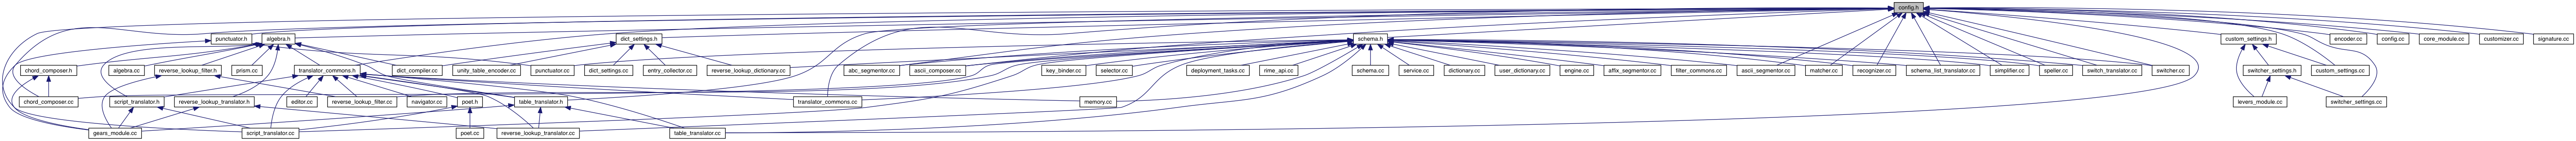 config.h
punctuator.h
algebra.h
dict_settings.h
schema.h
custom_settings.h
encoder.cc
config.cc
core_module.cc
customizer.cc
signature.cc
chord_composer.h
algebra.cc
reverse_lookup_filter.h
prism.cc
translator_commons.h
dict_compiler.cc
unity_table_encoder.cc
punctuator.cc
dict_settings.cc
entry_collector.cc
reverse_lookup_dictionary.cc
abc_segmentor.cc
ascii_composer.cc
key_binder.cc
selector.cc
deployment_tasks.cc
rime_api.cc
schema.cc
service.cc
dictionary.cc
user_dictionary.cc
engine.cc
affix_segmentor.cc
filter_commons.cc
ascii_segmentor.cc
matcher.cc
recognizer.cc
schema_list_translator.cc
simplifier.cc
speller.cc
switch_translator.cc
switcher.cc
switcher_settings.h
custom_settings.cc
chord_composer.cc
script_translator.h
reverse_lookup_translator.h
editor.cc
reverse_lookup_filter.cc
navigator.cc
poet.h
table_translator.h
translator_commons.cc
memory.cc
levers_module.cc
switcher_settings.cc
gears_module.cc
script_translator.cc
poet.cc
reverse_lookup_translator.cc
table_translator.cc